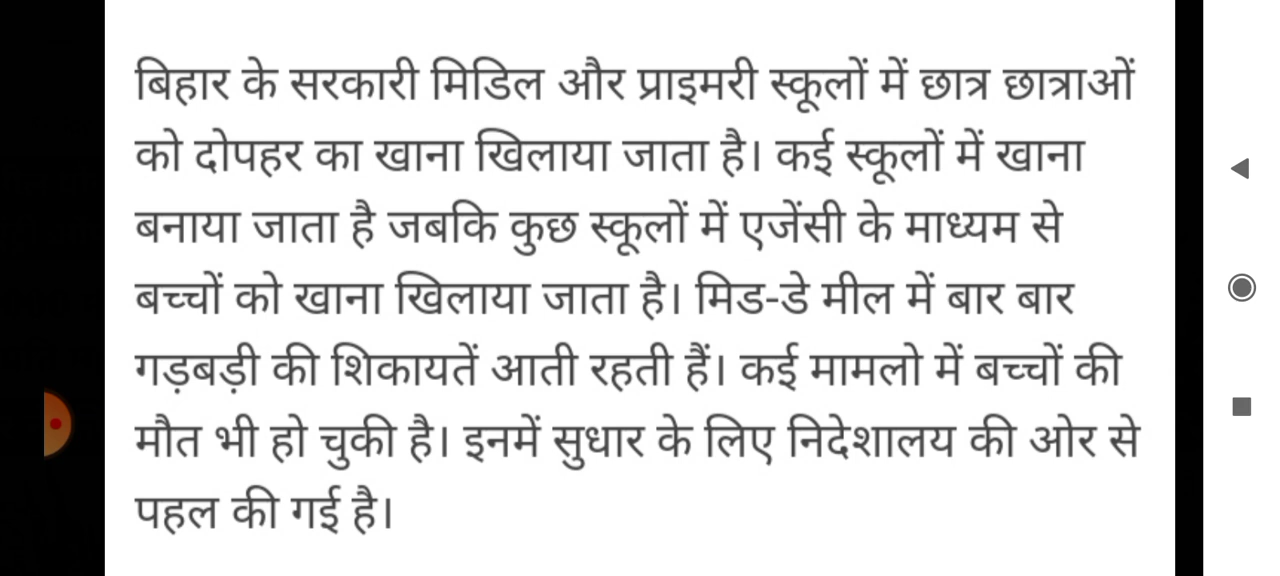 बिहार के सरकारी मिडिल और प्राइमरी स्कूलों में छात्र छात्राओं
को दोपहर का खाना खिलाया जाता है। कई स्कूलों में खाना
बनाया जाता है जबकि कुछ स्कूलों में एजेंसी के माध्यम से
बच्चों को खाना खिलाया जाता है। मिड-डे मील में बार बार
गड़बड़ी की शिकायतें आती रहती हैं। कई मामलो में बच्चों की
मौत भी हो चुकी है। इनमें सुधार के लिए निदेशालय की ओर से
पहल की गई है।